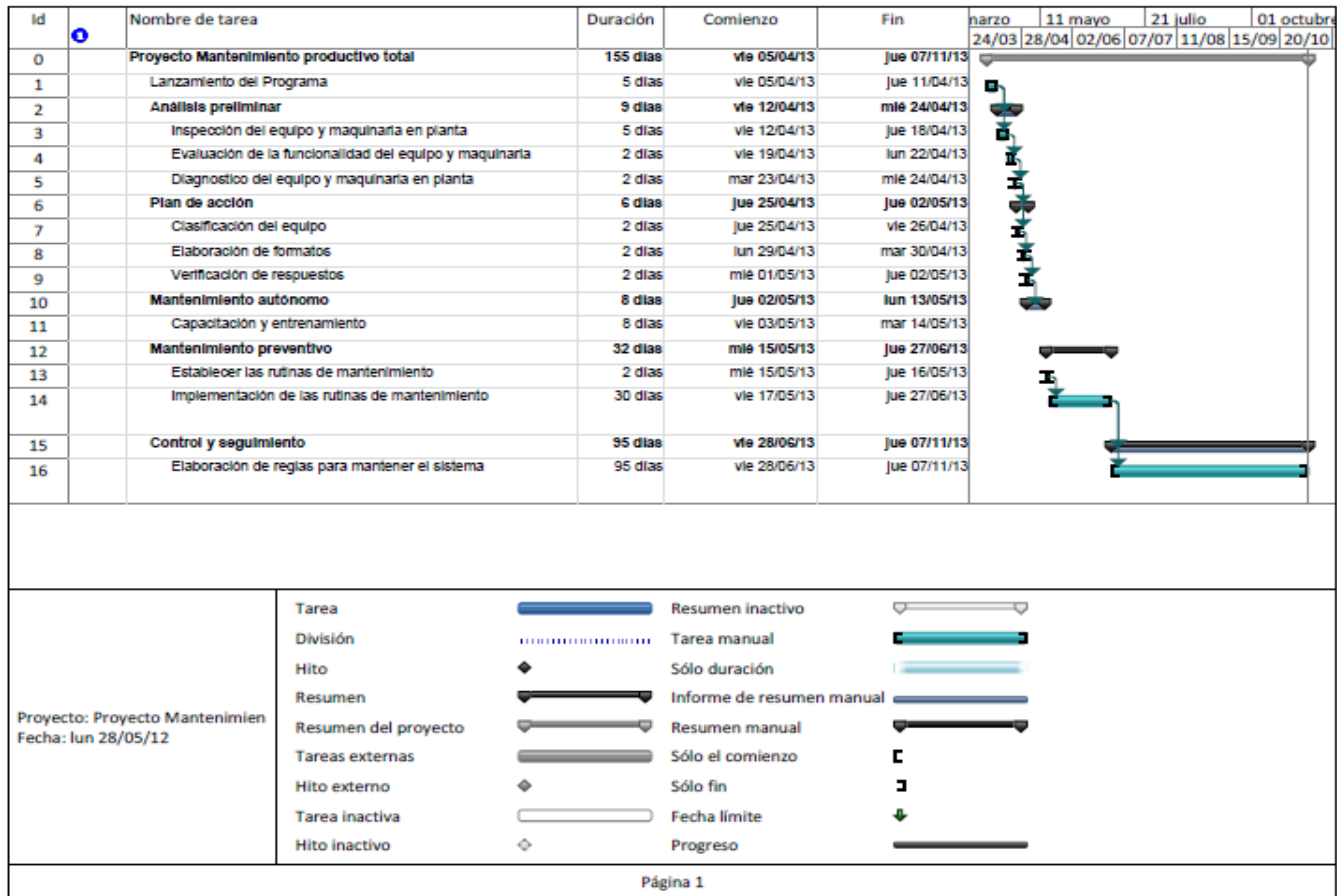 Id Nombre de tarea Duración Comienzo Fin marzo 11 mayo 21 julio 01 octubre
24/03 28/04 02/06 07/07 11/08 15/09 20/10
0 Proyecto Mantenimiento productivo total 155 días vie 05/04/13 jue 07/11/13
1 Lanzamiento del Programa 5 días vie 05/04/13 jue 11/04/13
2 Análisis preliminar 9 días vie 12/04/13 mié 24/04/13
3 Inspección del equipo y maquinaria en planta 5 días vie 12/04/13 jue 18/04/13
4 Evaluación de la funcionalidad del equipo y maquinaria 2 días vie 19/04/13 lun 22/04/13
5 Diagnostico del equipo y maquinaria en planta 2 días mar 23/04/13 mié 24/04/13
6 Plan de acción 6 días jue 25/04/13 jue 02/05/13
7 Clasificación del equipo 2 días jue 25/04/13 vie 26/04/13
8 Elaboración de formatos 2 días lun 29/04/13 mar 30/04/13
9 Verificación de respuestos 2 días mié 01/05/13 jue 02/05/13
10 Mantenimiento autónomo 8 días jue 02/05/13 lun 13/05/13
11 Capacitación y entrenamiento 8 días vie 03/05/13 mar 14/05/13
12 Mantenimiento preventivo 32 días mié 15/05/13 jue 27/06/13
13 Establecer las rutinas de mantenimiento 2 días mié 15/05/13 jue 16/05/13
14 Implementación de las rutinas de mantenimiento 30 días vie 17/05/13 jue 27/06/13
15 Control y seguimiento 95 días vie 28/06/13 jue 07/11/13
16 Elaboración de reglas para mantener el sistema 95 días vie 28/06/13 jue 07/11/13
Proyecto: Proyecto Mantenimien
Fecha: lun 28/05/12
Tarea
División
Hito
Resumen
Resumen del proyecto
Tareas externas
Hito externo
Tarea inactiva
Hito inactivo
Resumen inactivo
Tarea manual
Sólo duración
Informe de resumen manual
Resumen manual
Sólo el comienzo
Sólo fin
Fecha límite
Progreso
Página 1